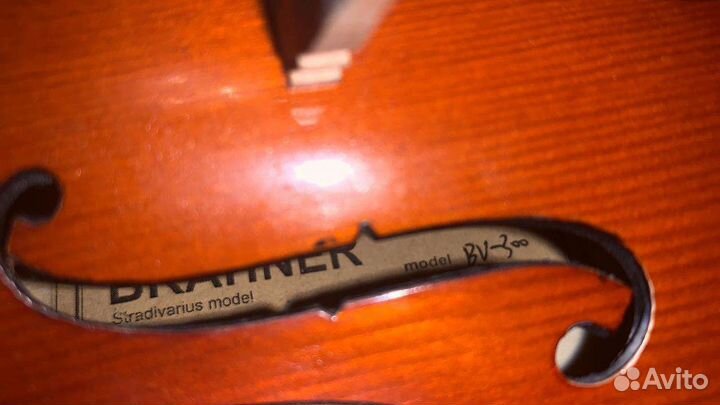 BRAHNER
Stradivarius model
model BV-300
Avito